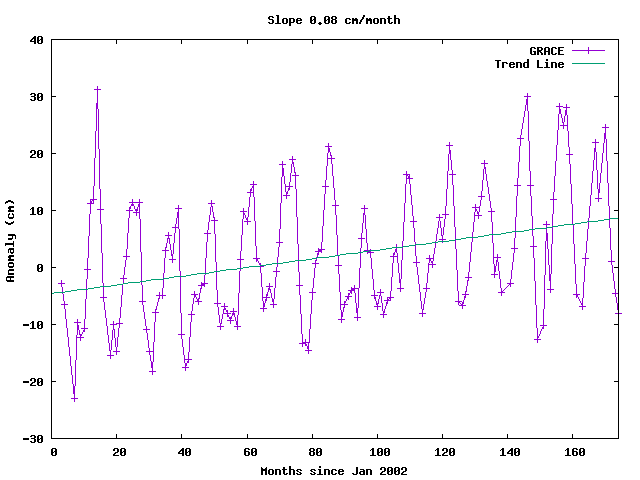 Slope 0.08 cm/month
GRACE
Trend Line
40
30
20
10
0
-10
-20
-30
Anomaly (cm)
0 20 40 60 80 100 120 140 160
Months since Jan 2002